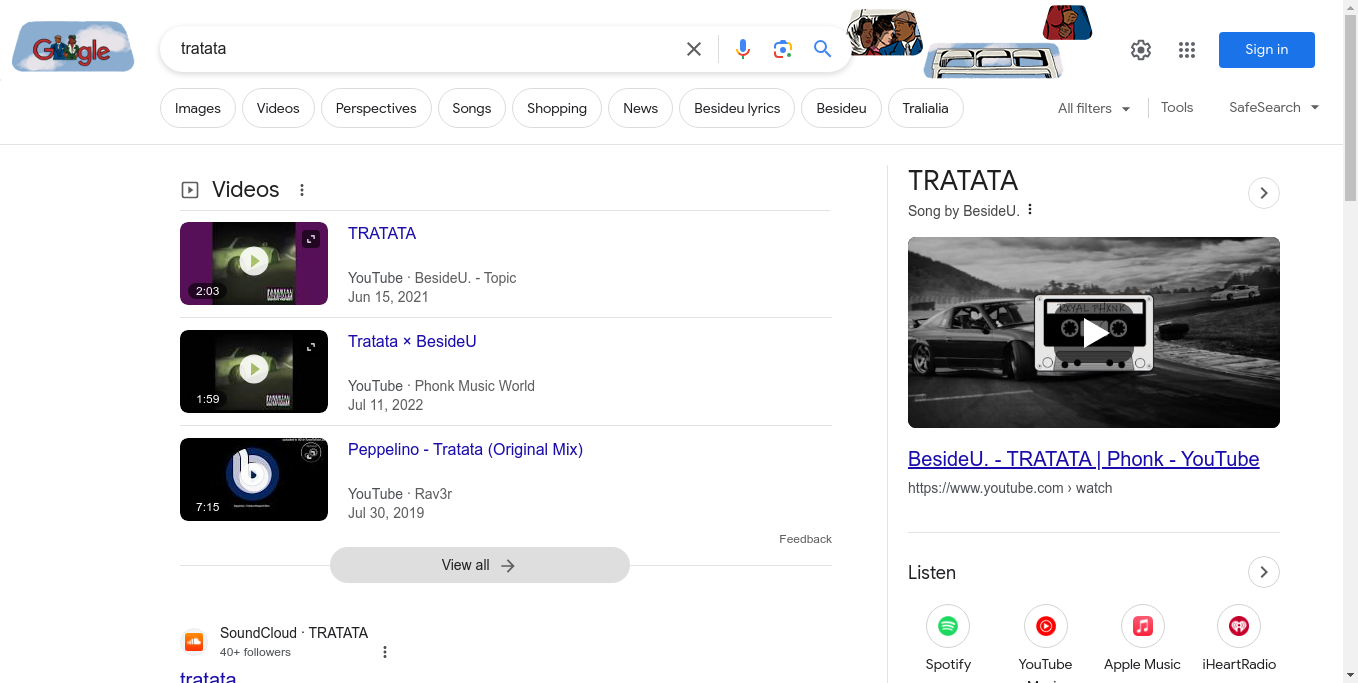 Google
tratata
Sign in
Images
Videos
Perspectives
Songs
Shopping
News
Besideu lyrics
Besideu
Tralialia
All filters
Tools
SafeSearch
Videos
2:03
TRATATA
YouTube · BesideU. - Topic
Jun 15, 2021
1:59
Tratata × BesideU
YouTube · Phonk Music World
Jul 11, 2022
7:15
Peppelino - Tratata (Original Mix)
YouTube · Rav3r
Jul 30, 2019
Feedback
View all
SoundCloud · TRATATA
40+ followers
tratata
TRATATA
Song by BesideU.
BesideU. - TRATATA | Phonk - YouTube
https://www.youtube.com › watch
Listen
Spotify
YouTube
Apple Music
iHeartRadio